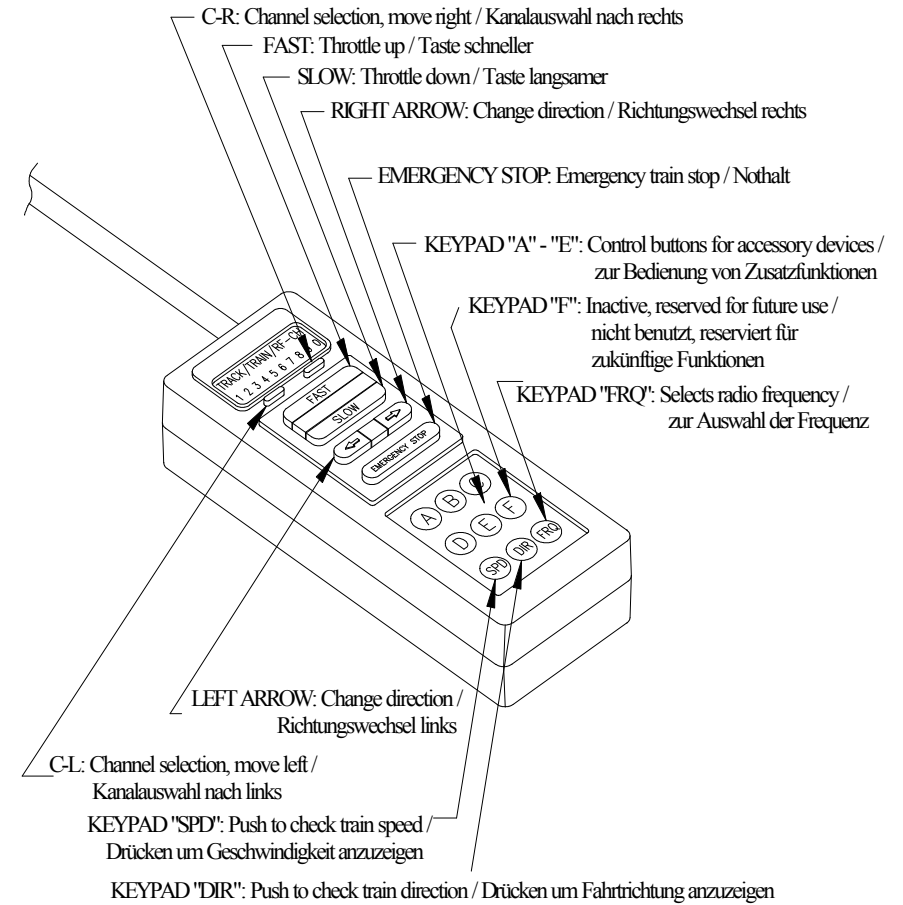 C-R: Channel selection, move right / Kanalauswahl nach rechts
FAST: Throttle up / Taste schneller
SLOW: Throttle down / Taste langsamer
RIGHT ARROW: Change direction / Richtungswechsel rechts
EMERGENCY STOP: Emergency train stop / Nothalt
KEYPAD "A" - "E": Control buttons for accessory devices /
zur Bedienung von Zusatzfunktionen
KEYPAD "F": Inactive, reserved for future use /
nicht benutzt, reserviert für
zukünftige Funktionen
KEYPAD "FRQ": Selects radio frequency /
zur Auswahl der Frequenz
TRACK/TRAIN/RF-CH
1 2 3 4 5 6 7 8 9 0
FAST
SLOW
EMERGENCY STOP
A B C
D E F
SPD DIR FRQ
LEFT ARROW: Change direction /
Richtungswechsel links
C-L: Channel selection, move left /
Kanalauswahl nach links
KEYPAD "SPD": Push to check train speed /
Drücken um Geschwindigkeit anzuzeigen
KEYPAD "DIR": Push to check train direction / Drücken um Fahrtrichtung anzuzeigen